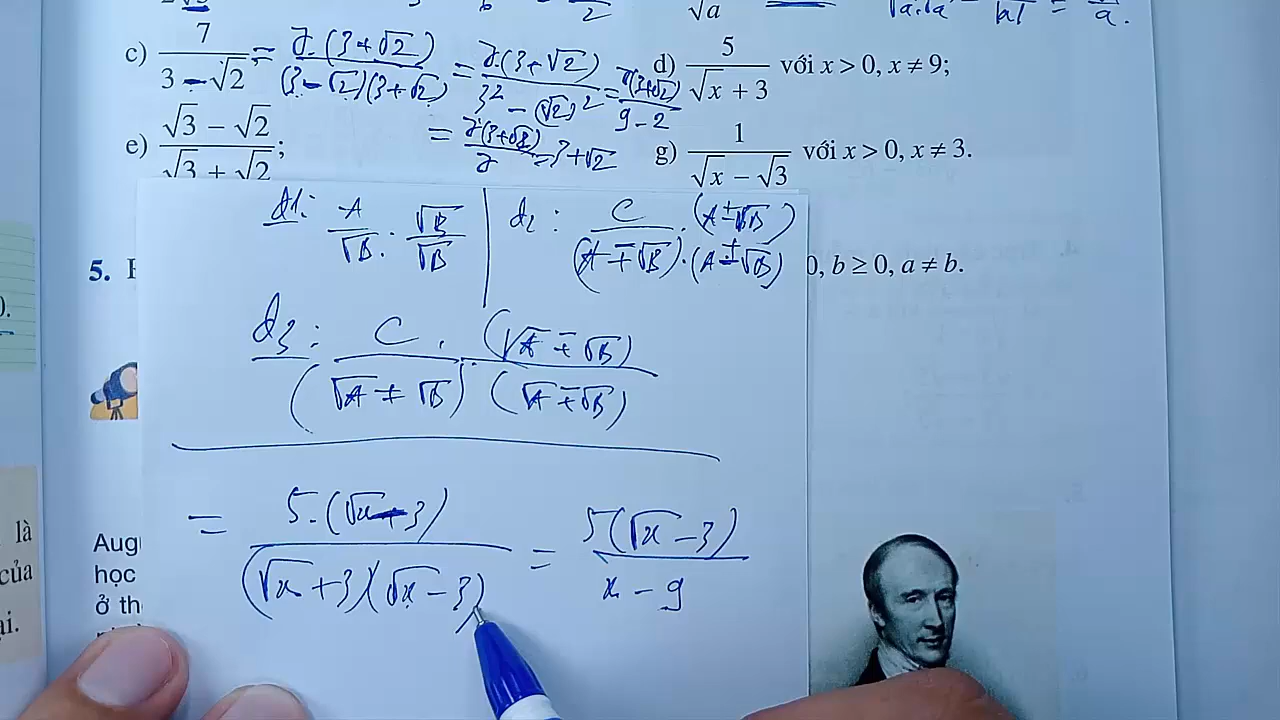 c) 7/(3 - √2) = 7.(3+√2)/((3-√2)(3+√2)) = 7.(3+√2)/(3² - (√2)²) = 7(3+√2)/(9-2)
d) 5/(√x + 3) với x > 0, x ≠ 9;
= 7(3+√2)/7 = 3+√2
e) (√3 − √2)/(√3 + √2);
g) 1/(√x − √3) với x > 0, x ≠ 3.
d1: A/√B . √B/√B
d2: C/(A ∓ √B) . (A ± √B)/(A ± √B)
5.
0, b ≥ 0, a ≠ b.
d3: C/(√A ± √B) . (√A ∓ √B)/(√A ∓ √B)
= 5.(√x - 3)/((√x + 3)(√x - 3)) = 5(√x - 3)/(x - 9)
là
của
ại.
Aug
học
ở th